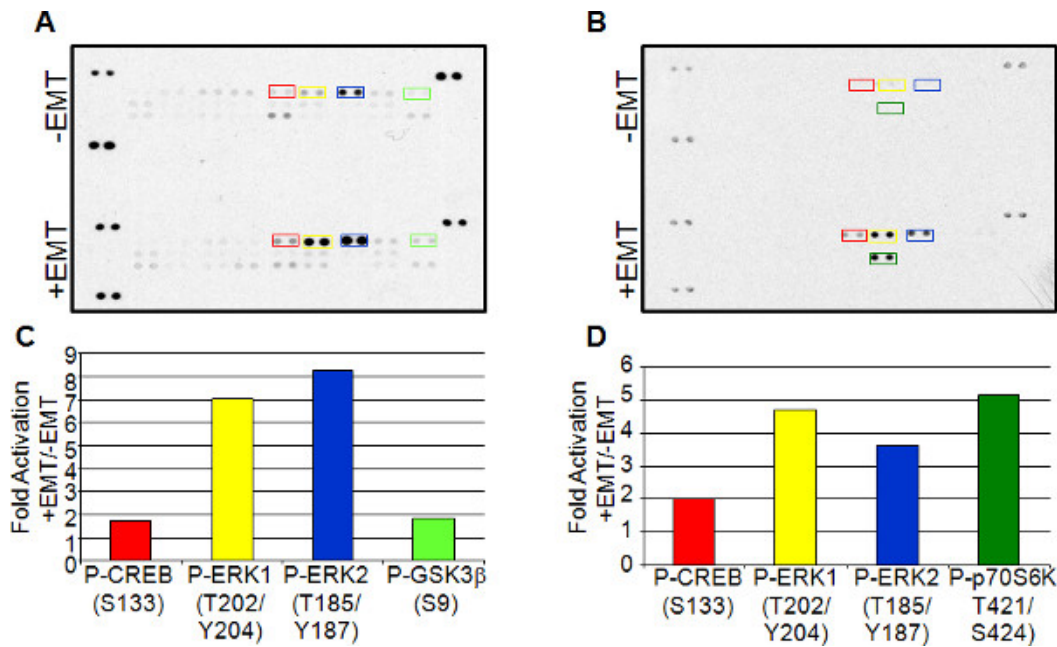 A
B
-EMT
+EMT
-EMT
+EMT
C
D
Fold Activation
+EMT/-EMT
9
8
7
6
5
4
3
2
1
0
P-CREB P-ERK1 P-ERK2 P-GSK3β
(S133) (T202/ (T185/ (S9)
Y204) Y187)
Fold Activation
+EMT/-EMT
6
5
4
3
2
1
0
P-CREB P-ERK1 P-ERK2 P-p70S6K
(S133) (T202/ (T185/ T421/
Y204) Y187) S424)